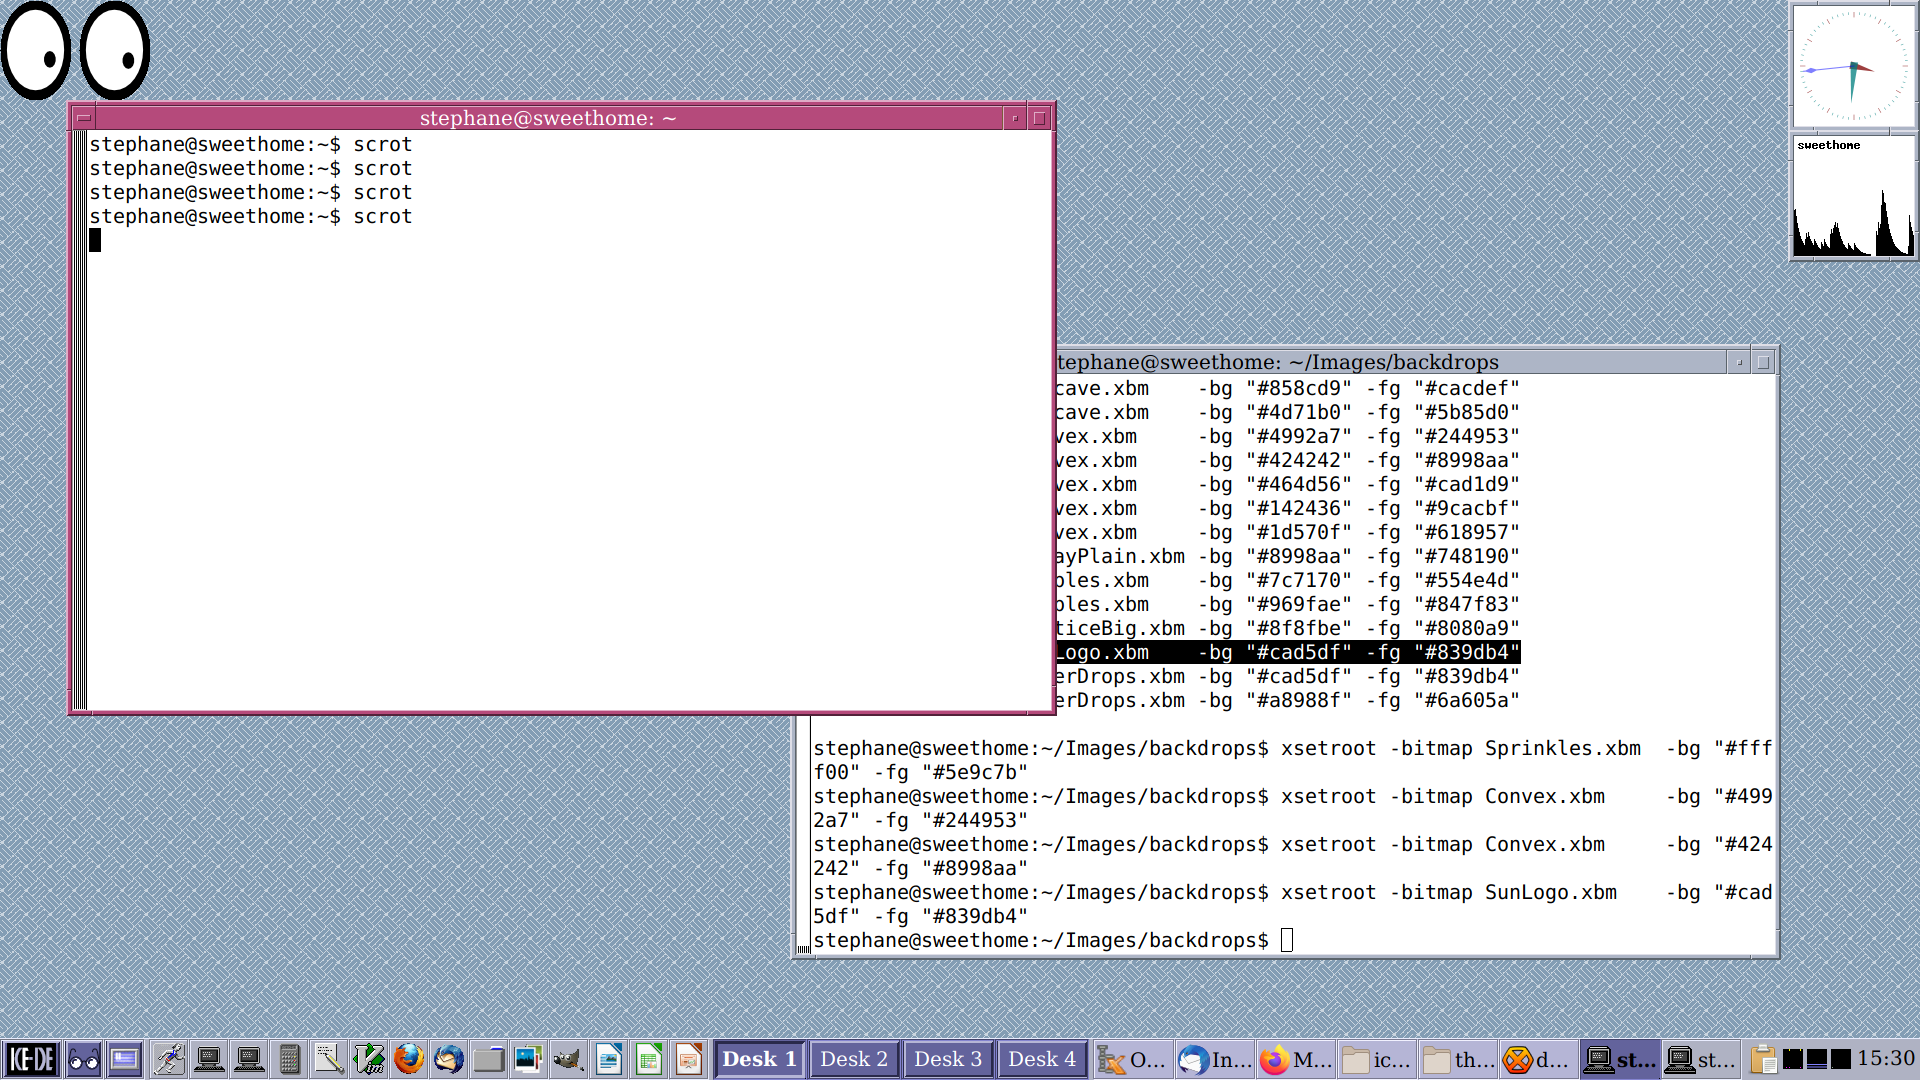 stephane@sweethome: ~
stephane@sweethome:~$ scrot
stephane@sweethome:~$ scrot
stephane@sweethome:~$ scrot
stephane@sweethome:~$ scrot
sweethome
tephane@sweethome: ~/Images/backdrops
cave.xbm    -bg "#858cd9" -fg "#cacdef"
cave.xbm    -bg "#4d71b0" -fg "#5b85d0"
vex.xbm     -bg "#4992a7" -fg "#244953"
vex.xbm     -bg "#424242" -fg "#8998aa"
vex.xbm     -bg "#464d56" -fg "#cad1d9"
vex.xbm     -bg "#142436" -fg "#9cacbf"
vex.xbm     -bg "#1d570f" -fg "#618957"
ayPlain.xbm -bg "#8998aa" -fg "#748190"
bles.xbm    -bg "#7c7170" -fg "#554e4d"
bles.xbm    -bg "#969fae" -fg "#847f83"
ticeBig.xbm -bg "#8f8fbe" -fg "#8080a9"
Logo.xbm    -bg "#cad5df" -fg "#839db4"
erDrops.xbm -bg "#cad5df" -fg "#839db4"
erDrops.xbm -bg "#a8988f" -fg "#6a605a"
stephane@sweethome:~/Images/backdrops$ xsetroot -bitmap Sprinkles.xbm  -bg "#fff
f00" -fg "#5e9c7b"
stephane@sweethome:~/Images/backdrops$ xsetroot -bitmap Convex.xbm     -bg "#499
2a7" -fg "#244953"
stephane@sweethome:~/Images/backdrops$ xsetroot -bitmap Convex.xbm     -bg "#424
242" -fg "#8998aa"
stephane@sweethome:~/Images/backdrops$ xsetroot -bitmap SunLogo.xbm    -bg "#cad
5df" -fg "#839db4"
stephane@sweethome:~/Images/backdrops$
Desk 1 Desk 2 Desk 3 Desk 4 O... In... M... ic... th... d... st... st... 15:30